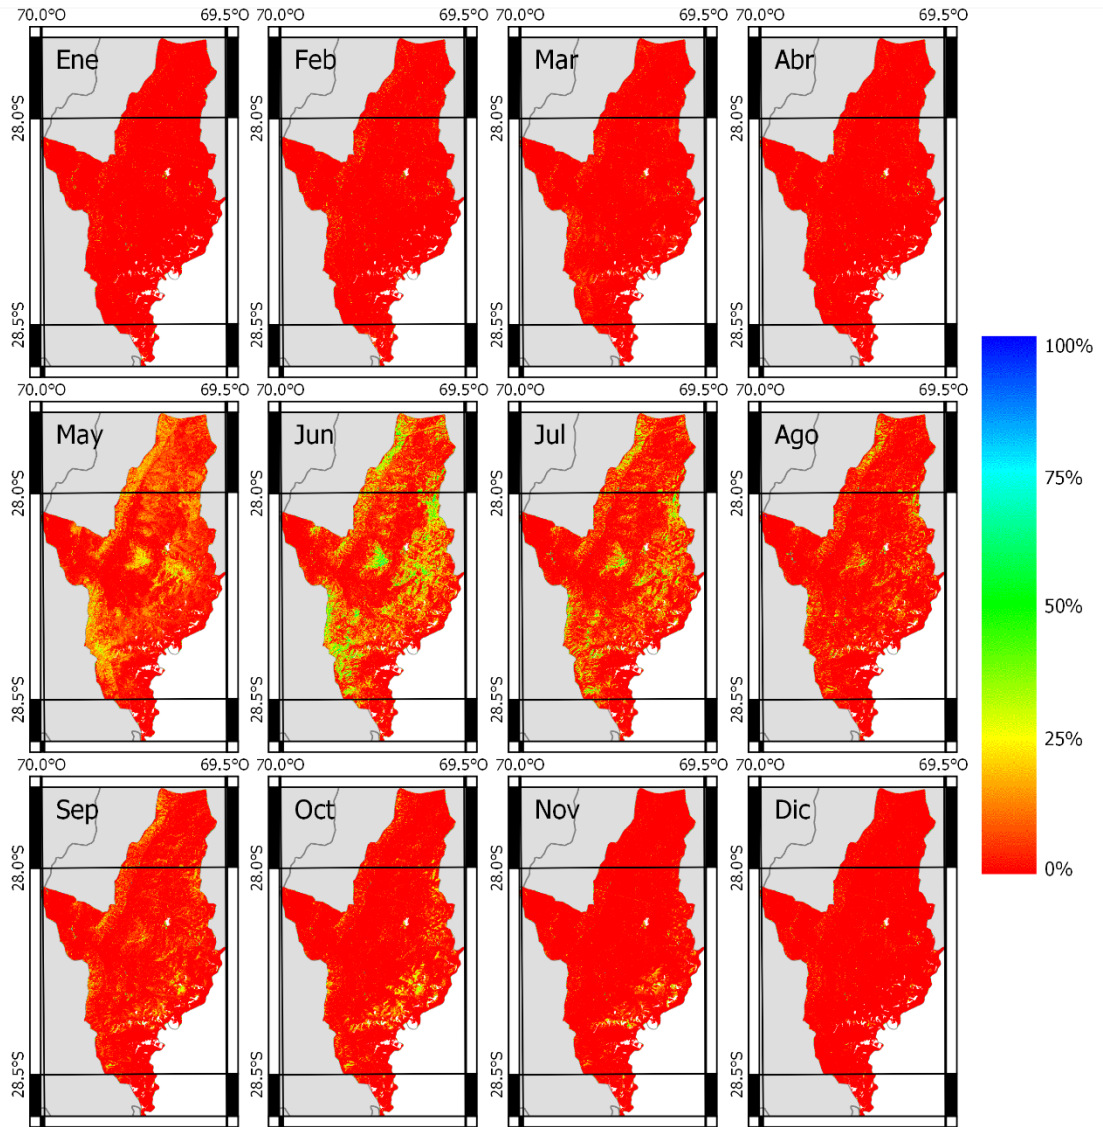 70.0°O 69.5°O 70.0°O 69.5°O 70.0°O 69.5°O 70.0°O 69.5°O
Ene Feb Mar Abr
28.0°S 28.0°S 28.0°S 28.0°S
28.5°S 28.5°S 28.5°S 28.5°S
100%
70.0°O 69.5°O 70.0°O 69.5°O 70.0°O 69.5°O 70.0°O 69.5°O
May Jun Jul Ago
75%
28.0°S 28.0°S 28.0°S 28.0°S
50%
28.5°S 28.5°S 28.5°S 28.5°S
25%
70.0°O 69.5°O 70.0°O 69.5°O 70.0°O 69.5°O 70.0°O 69.5°O
Sep Oct Nov Dic
28.0°S 28.0°S 28.0°S 28.0°S
0%
28.5°S 28.5°S 28.5°S 28.5°S